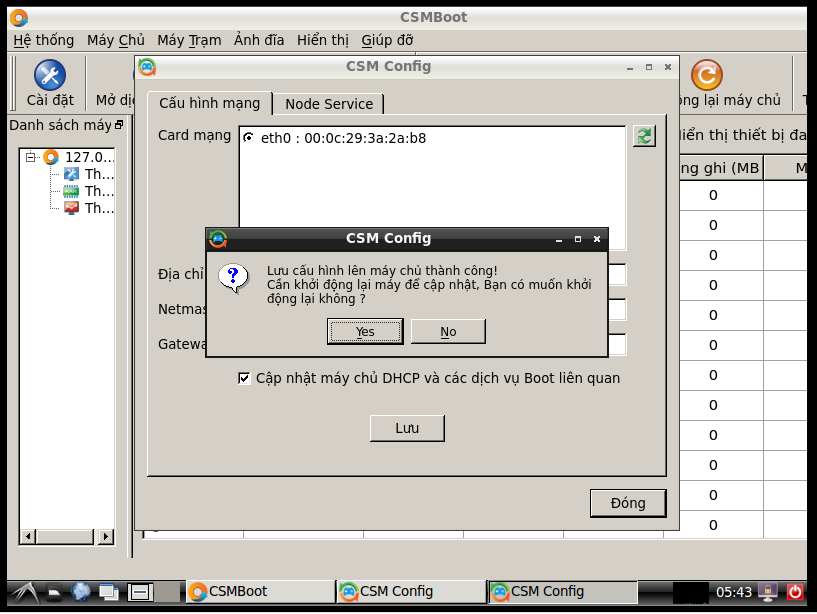 CSMBoot
Hệ thống Máy Chủ Máy Trạm Ảnh đĩa Hiển thị Giúp đỡ
CSM Config
Cài đặt
Mở dị
ng lại máy chủ
Cấu hình mạng
Node Service
Danh sách máy
Card mạng
eth0 : 00:0c:29:3a:2a:b8
iển thị thiết bị đa
127.0...
Th...
Th...
Th...
ng ghi (MB
M
0
0
0
0
0
0
0
0
0
0
0
0
CSM Config
Lưu cấu hình lên máy chủ thành công!
Cần khởi động lại máy để cập nhật, Bạn có muốn khởi
động lại không ?
Yes
No
Địa chỉ
Netmas
Gatewa
Cập nhật máy chủ DHCP và các dịch vụ Boot liên quan
Lưu
Đóng
CSMBoot
CSM Config
CSM Config
05:43